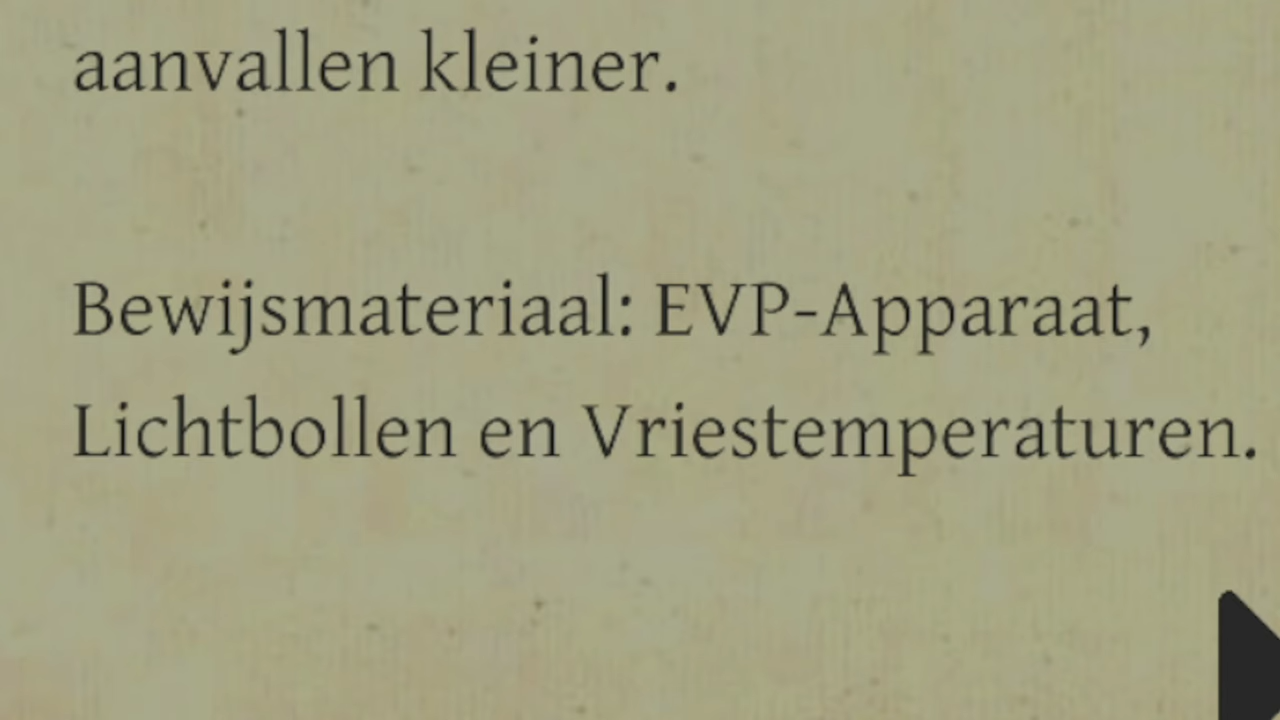 aanvallen kleiner.
Bewijsmateriaal: EVP-Apparaat,
Lichtbollen en Vriestemperaturen.